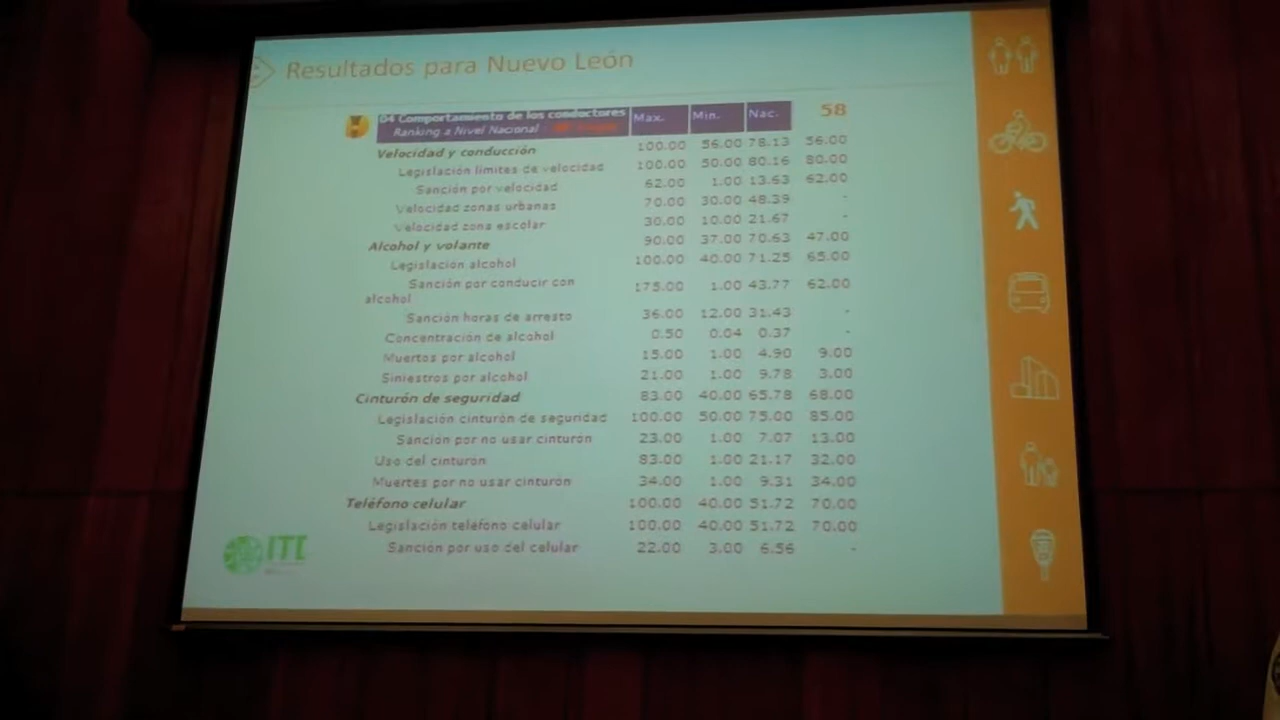 Resultados para Nuevo León
04 Comportamiento de los conductores Max. Min. Nac. 58
Ranking a Nivel Nacional
Velocidad y conducción 100.00 56.00 78.13 56.00
Legislación límites de velocidad 100.00 50.00 80.16 80.00
Sanción por velocidad 62.00 1.00 13.63 62.00
Velocidad zonas urbanas 70.00 30.00 48.39 -
Velocidad zona escolar 30.00 10.00 21.67 -
Alcohol y volante 90.00 37.00 70.63 47.00
Legislación alcohol 100.00 40.00 71.25 65.00
Sanción por conducir con
alcohol 175.00 1.00 43.77 62.00
Sanción horas de arresto 36.00 12.00 31.43 -
Concentración de alcohol 0.50 0.04 0.37 -
Muertos por alcohol 15.00 1.00 4.90 9.00
Siniestros por alcohol 21.00 1.00 9.78 3.00
Cinturón de seguridad 83.00 40.00 65.78 68.00
Legislación cinturón de seguridad 100.00 50.00 75.00 85.00
Sanción por no usar cinturón 23.00 1.00 7.07 13.00
Uso del cinturón 83.00 1.00 21.17 32.00
Muertes por no usar cinturón 34.00 1.00 9.31 34.00
Teléfono celular 100.00 40.00 51.72 70.00
Legislación teléfono celular 100.00 40.00 51.72 70.00
Sanción por uso del celular 22.00 3.00 6.56 -